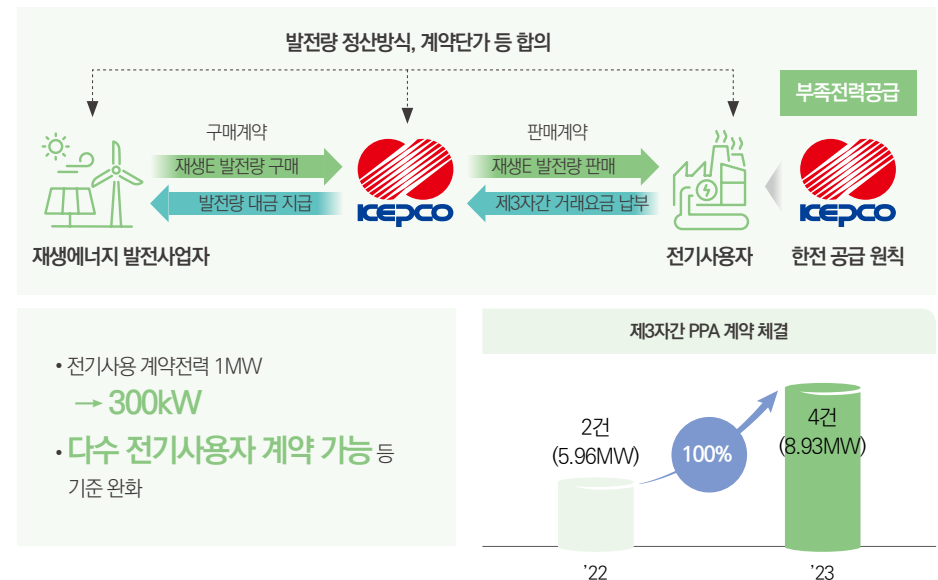 발전량 정산방식, 계약단가 등 합의
부족전력공급
구매계약
판매계약
재생E 발전량 구매
재생E 발전량 판매
발전량 대금 지급
제3자간 거래요금 납부
KEPCO
KEPCO
재생에너지 발전사업자
전기사용자
한전 공급 원칙
• 전기사용 계약전력 1MW
→ 300kW
• 다수 전기사용자 계약 가능 등
기준 완화
제3자간 PPA 계약 체결
2건
(5.96MW)
100%
4건
(8.93MW)
’22
’23